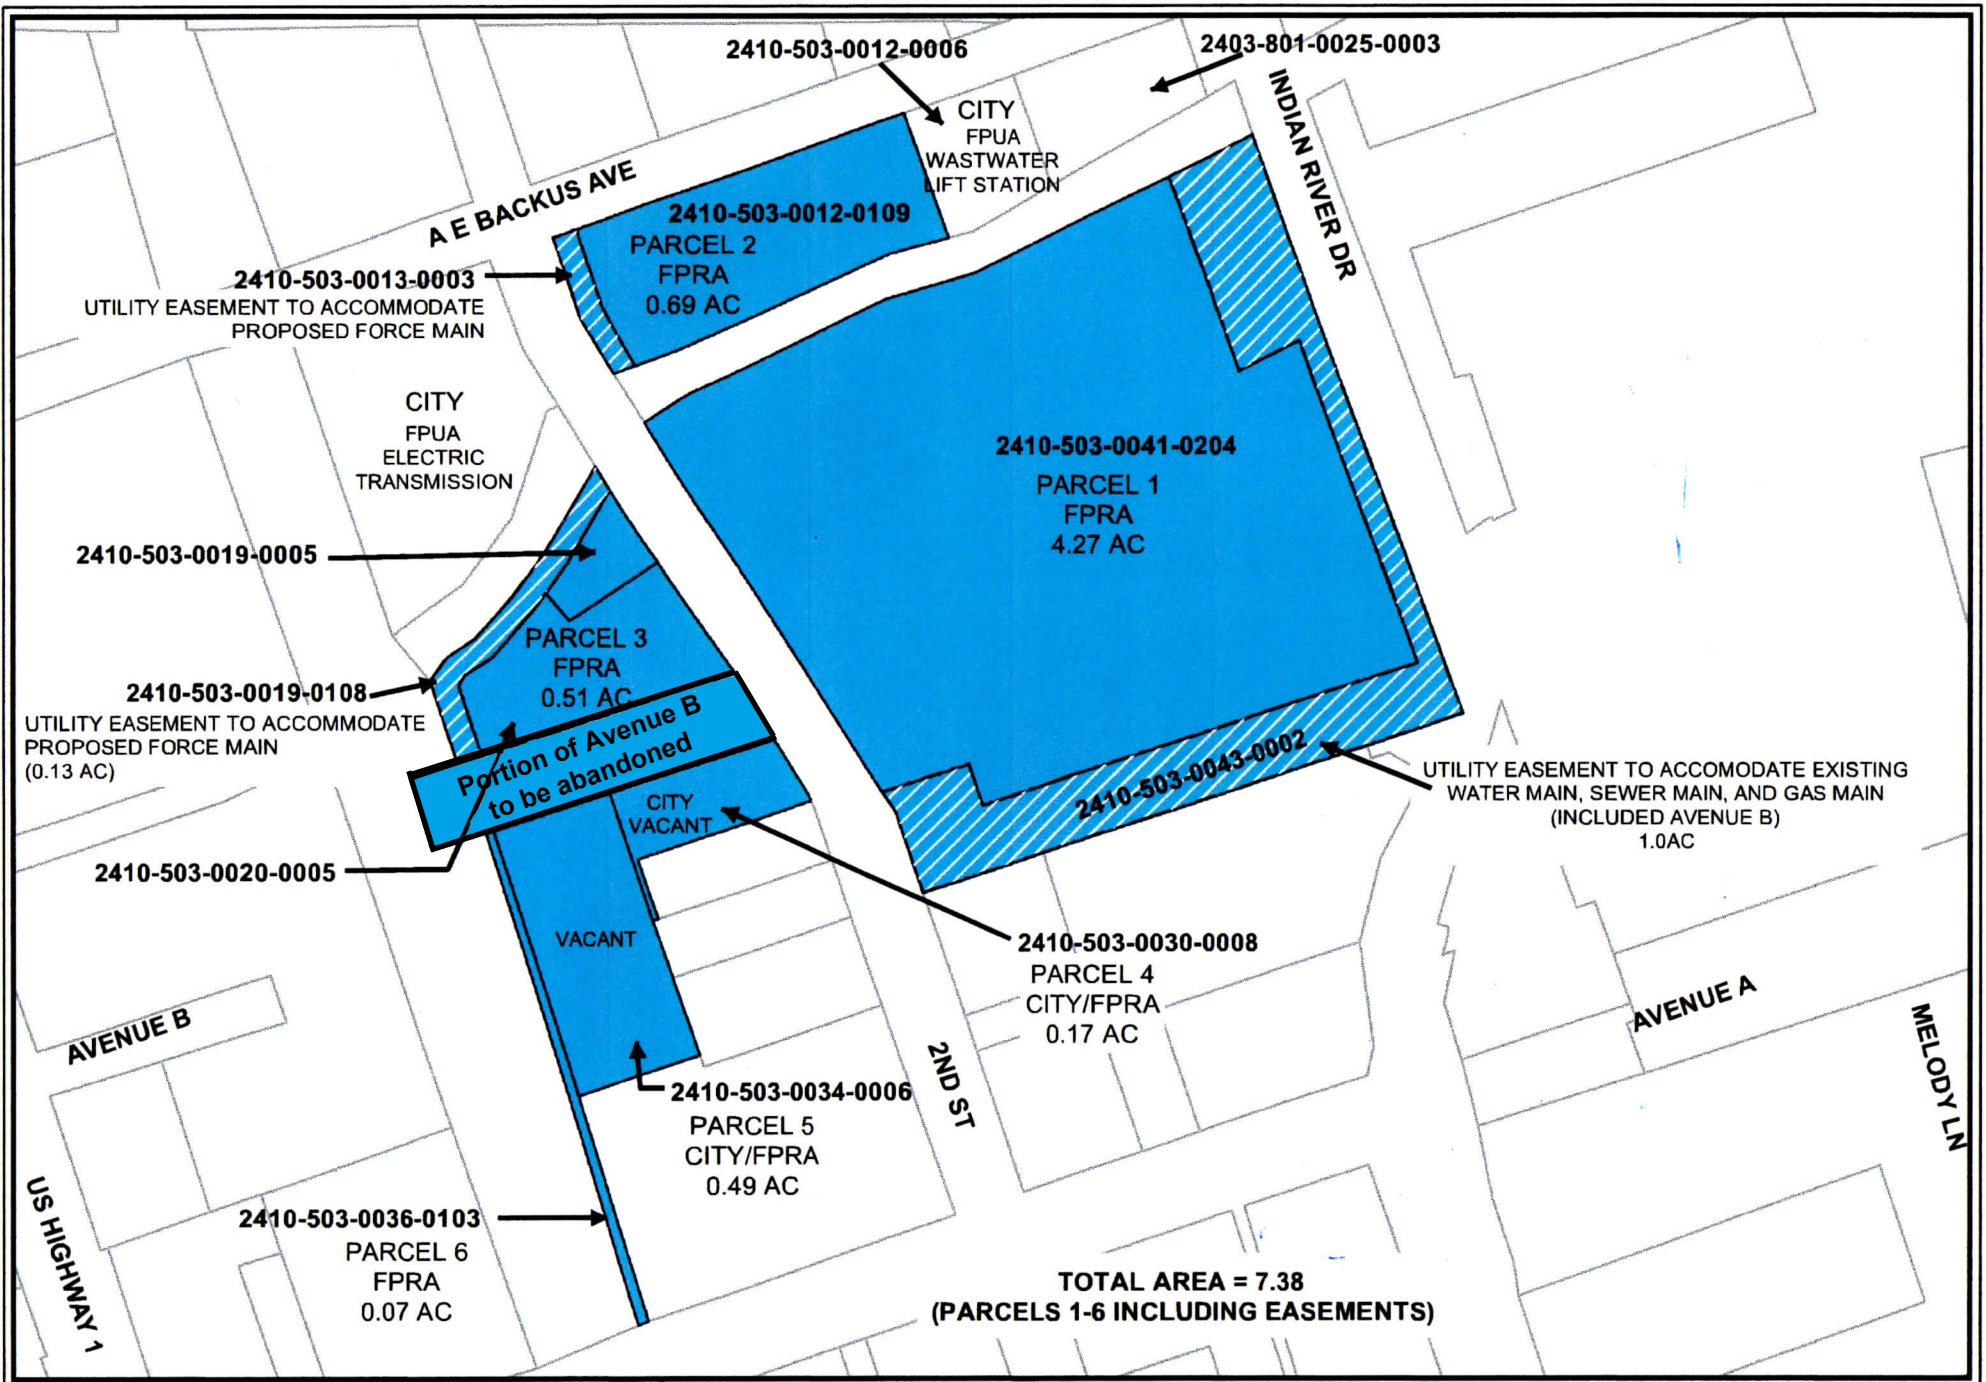 2410-503-0012-0006
2403-801-0025-0003
CITY
FPUA
WASTWATER
LIFT STATION
INDIAN RIVER DR
A E BACKUS AVE
2410-503-0012-0109
PARCEL 2
FPRA
0.69 AC
2410-503-0013-0003
UTILITY EASEMENT TO ACCOMMODATE
PROPOSED FORCE MAIN
CITY
FPUA
ELECTRIC
TRANSMISSION
2410-503-0041-0204
PARCEL 1
FPRA
4.27 AC
2410-503-0019-0005
PARCEL 3
FPRA
0.51 AC
2410-503-0019-0108
UTILITY EASEMENT TO ACCOMMODATE
PROPOSED FORCE MAIN
(0.13 AC)
Portion of Avenue B
to be abandoned
2410-503-0043-0002
UTILITY EASEMENT TO ACCOMODATE EXISTING
WATER MAIN, SEWER MAIN, AND GAS MAIN
(INCLUDED AVENUE B)
1.0AC
CITY
VACANT
2410-503-0020-0005
VACANT
2410-503-0030-0008
PARCEL 4
CITY/FPRA
0.17 AC
AVENUE B
AVENUE A
MELODY LN
2ND ST
2410-503-0034-0006
PARCEL 5
CITY/FPRA
0.49 AC
US HIGHWAY 1
2410-503-0036-0103
PARCEL 6
FPRA
0.07 AC
TOTAL AREA = 7.38
(PARCELS 1-6 INCLUDING EASEMENTS)